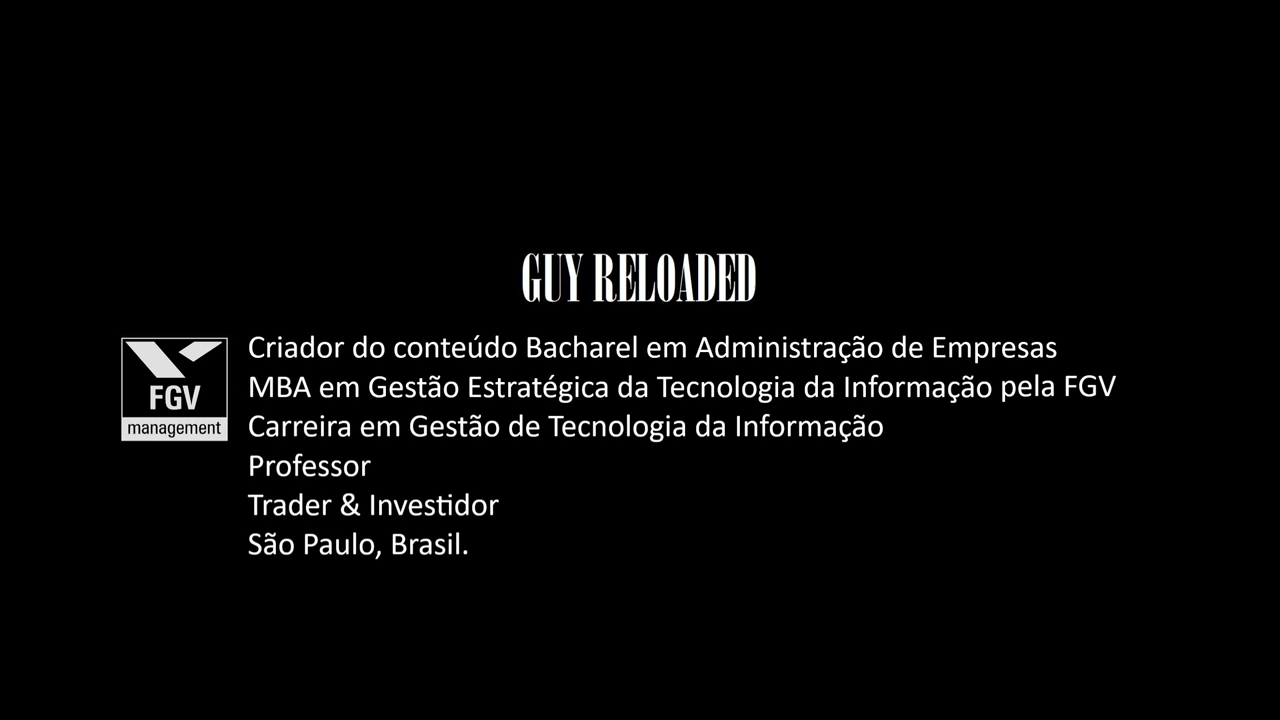 GUY RELOADED
FGV
management
Criador do conteúdo Bacharel em Administração de Empresas
MBA em Gestão Estratégica da Tecnologia da Informação pela FGV
Carreira em Gestão de Tecnologia da Informação
Professor
Trader & Investidor
São Paulo, Brasil.